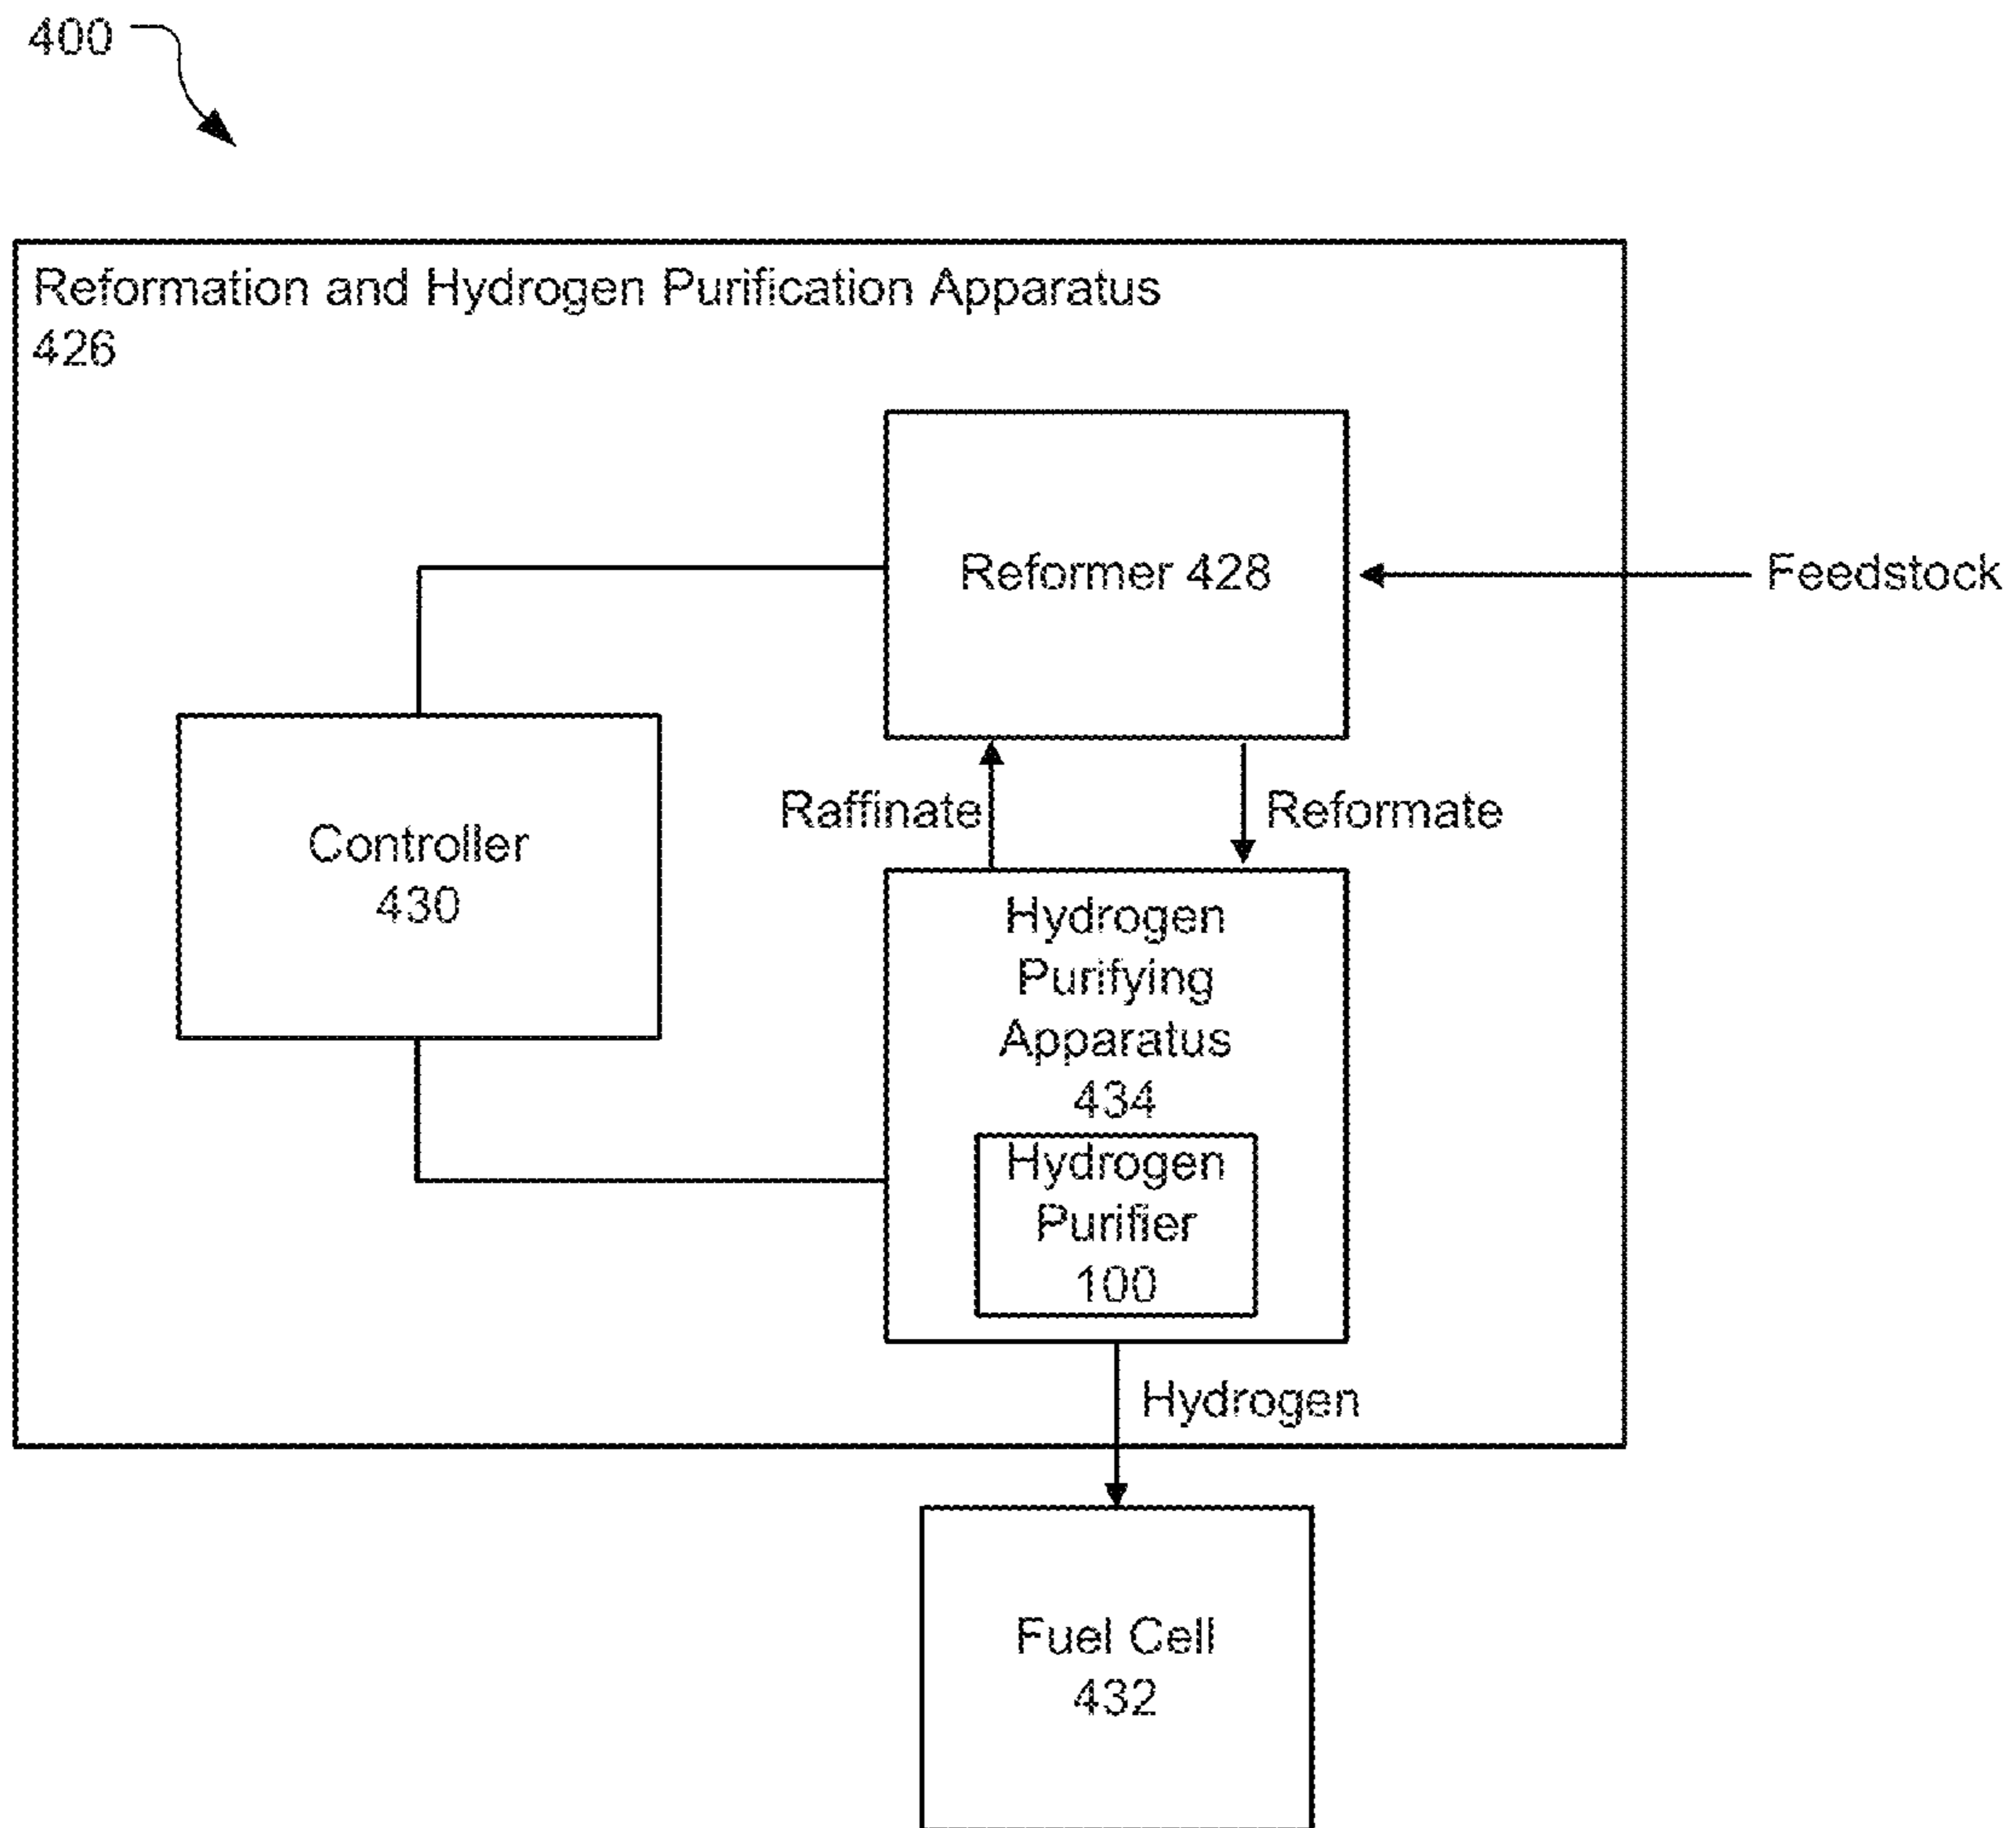 400
Reformation and Hydrogen Purification Apparatus
426
Reformer 428
Feedstock
Raffinate
Reformate
Controller
430
Hydrogen
Purifying
Apparatus
434
Hydrogen
Purifier
100
Hydrogen
Fuel Cell
432